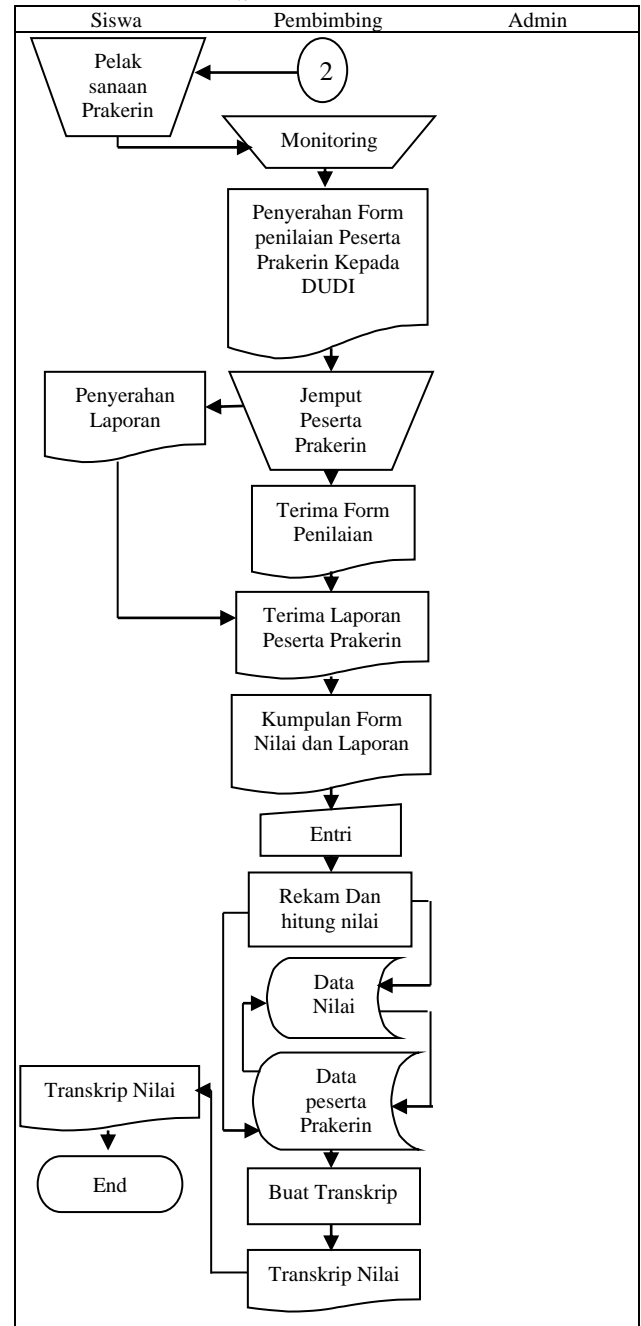 Siswa Pembimbing Admin
2
Pelak
sanaan
Prakerin
Monitoring
Penyerahan Form
penilaian Peserta
Prakerin Kepada
DUDI
Jemput
Peserta
Prakerin
Penyerahan
Laporan
Terima Form
Penilaian
Terima Laporan
Peserta Prakerin
Kumpulan Form
Nilai dan Laporan
Entri
Rekam Dan
hitung nilai
Data
Nilai
Data
peserta
Prakerin
Buat Transkrip
Transkrip Nilai
Transkrip Nilai
End